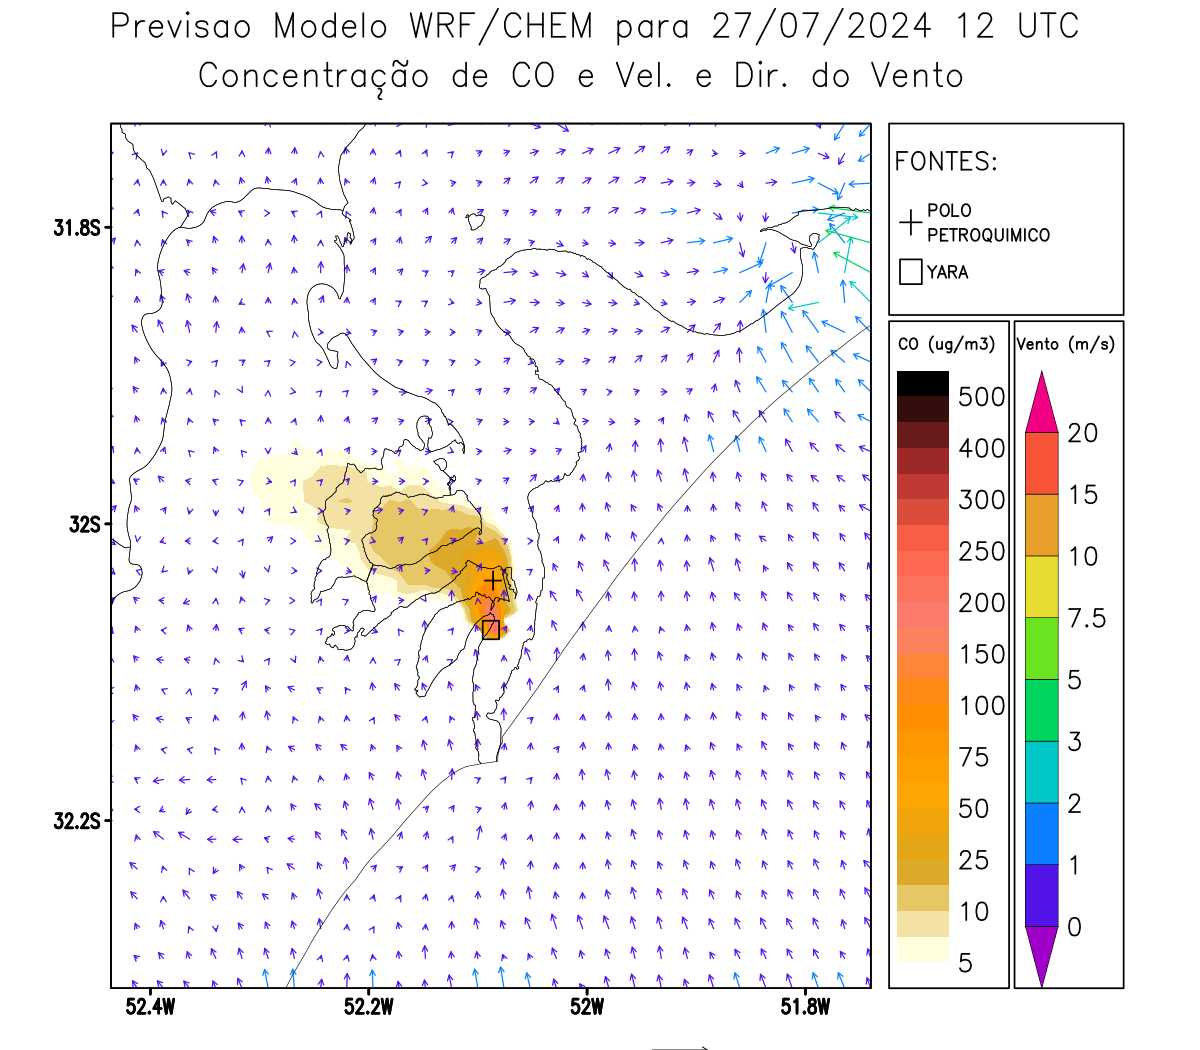 Previsao Modelo WRF/CHEM para 27/07/2024 12 UTC
Concentração de CO e Vel. e Dir. do Vento
FONTES:
POLO
PETROQUIMICO
YARA
CO (ug/m3)
500
400
300
250
200
150
100
75
50
25
10
5
Vento (m/s)
20
15
10
7.5
5
3
2
1
0
31.8S
32S
32.2S
52.4W
52.2W
52W
51.8W